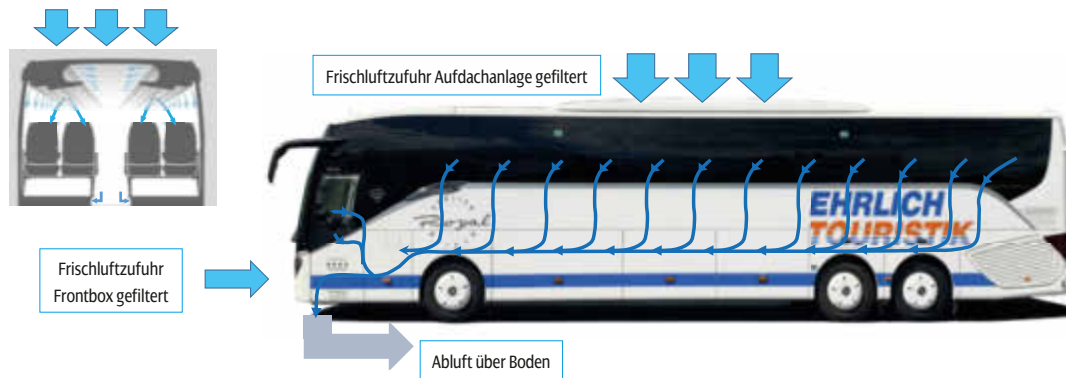 Frischluftzufuhr Aufdachanlage gefiltert
Royal
EHRLICH
TOURISTIK
Frischluftzufuhr
Frontbox gefiltert
Abluft über Boden